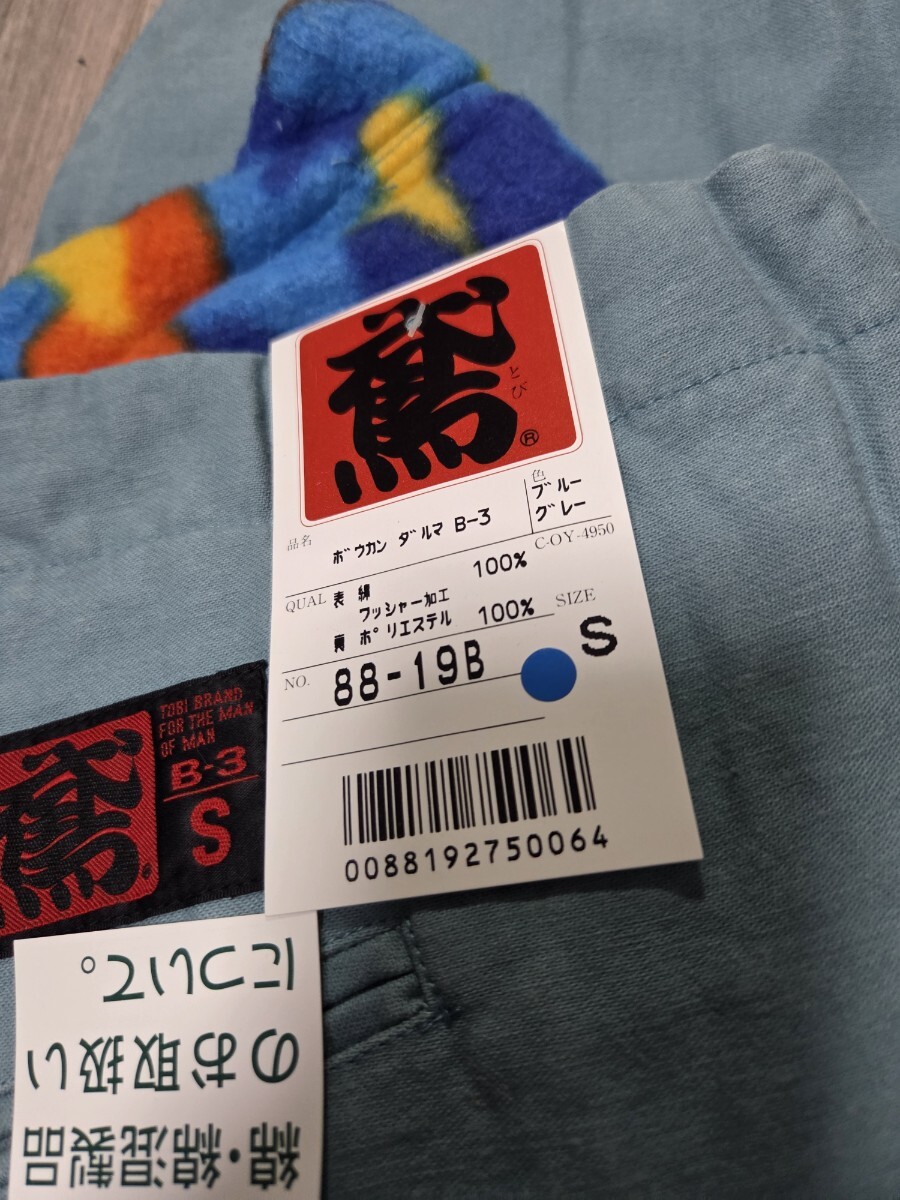 鳶
とび
®
品名 ボウカン ダルマ B-3
色 ブルー
グレー
C-OY-4950
QUAL 表 綿 100%
フッシャー加工
裏 ポリエステル 100%
SIZE S
NO. 88-19B
0088192750064
鳶
TOBI BRAND
FOR THE MAN
OF MAN
B-3
S
綿・綿混製品
のお取扱い
について。